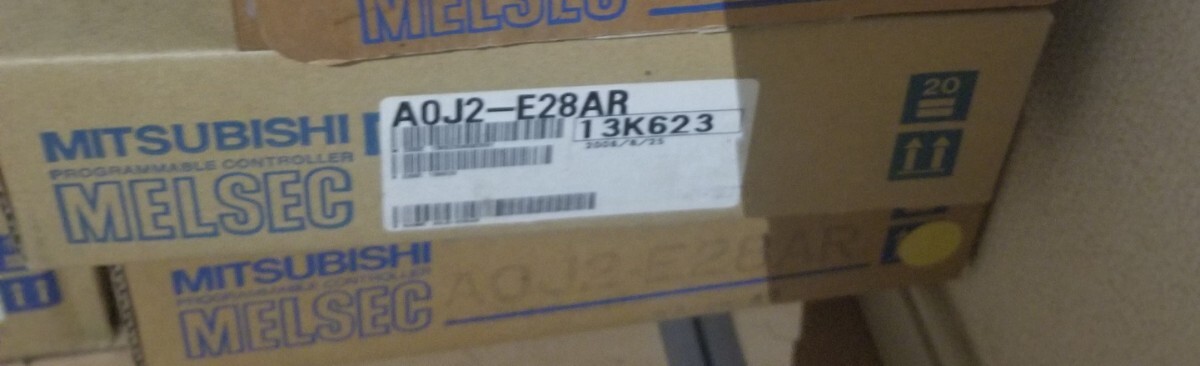 MELSEC
MITSUBISHI
PROGRAMMABLE CONTROLLER
MELSEC
A0J2-E28AR
13K623
20
MITSUBISHI
PROGRAMMABLE CONTROLLER
MELSEC
A0J2-E28AR